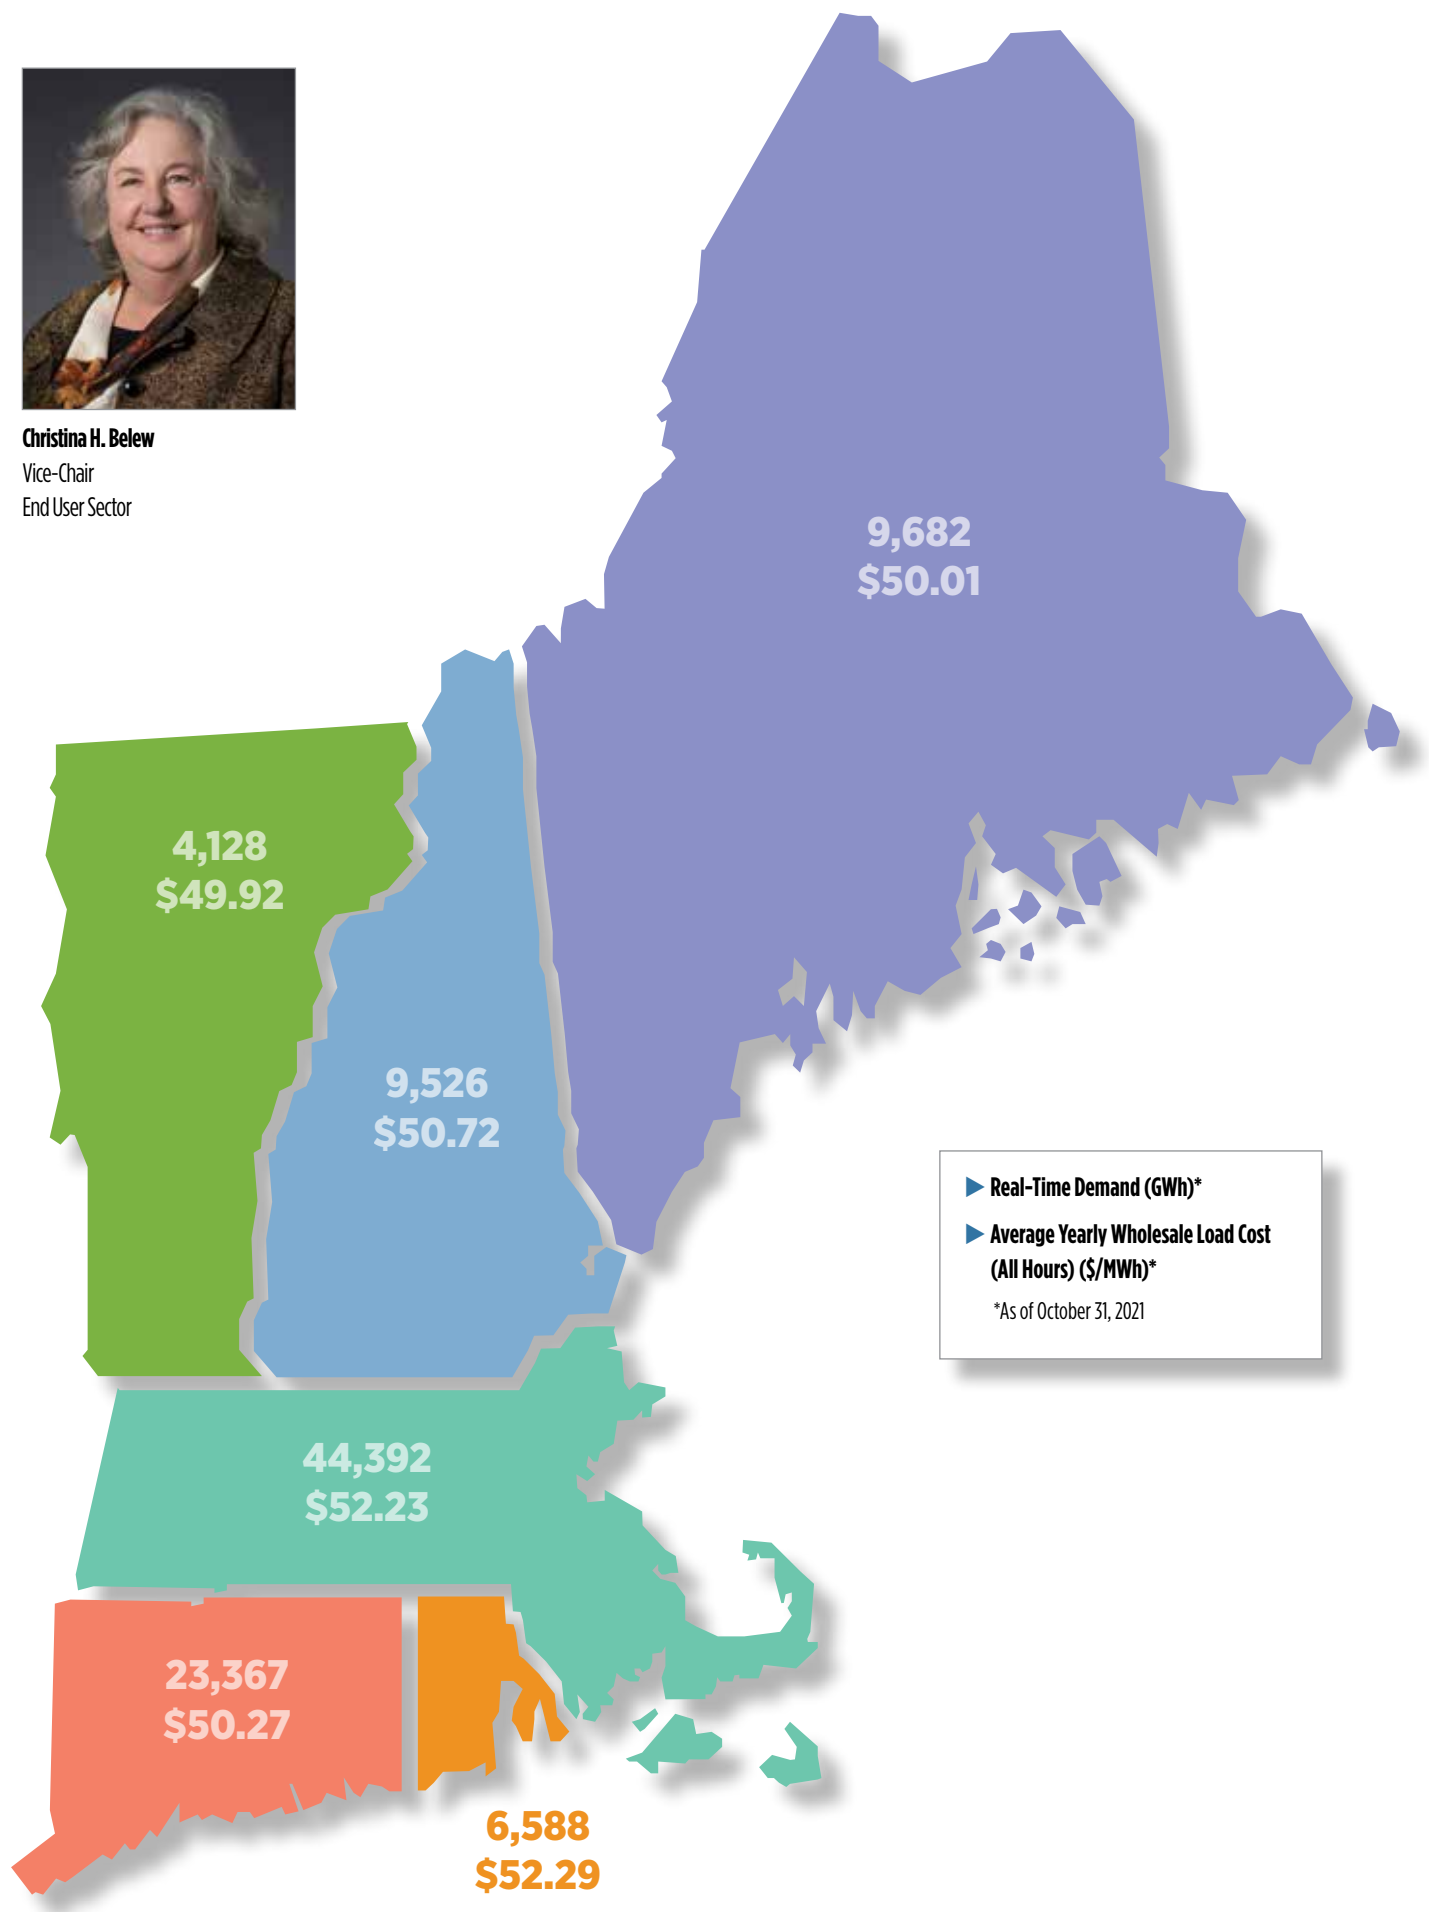 Christina H. Belew
Vice-Chair
End User Sector
9,682
$50.01
4,128
$49.92
9,526
$50.72
▶ Real-Time Demand (GWh)*
▶ Average Yearly Wholesale Load Cost
(All Hours) ($/MWh)*
*As of October 31, 2021
44,392
$52.23
23,367
$50.27
6,588
$52.29